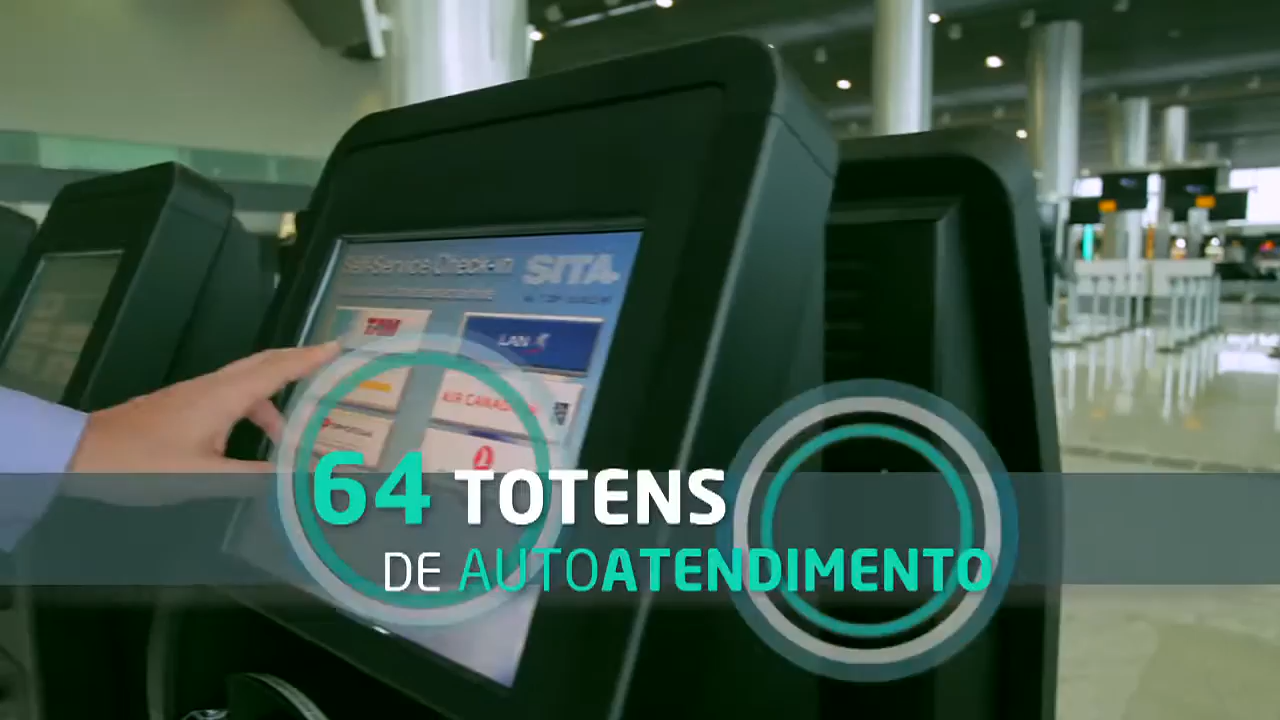 Self-Service Check-in
SITA
TAM
LAN
AIR CANADA
64 TOTENS
DE AUTOATENDIMENTO